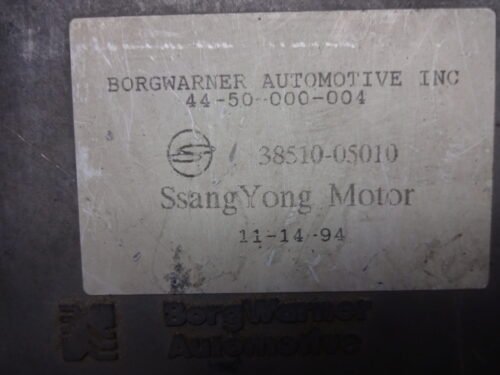 BORGWARNER AUTOMOTIVE INC
44-50-000-004
38510-05010
SsangYong Motor
11-14-94
BorgWarner
Automotive